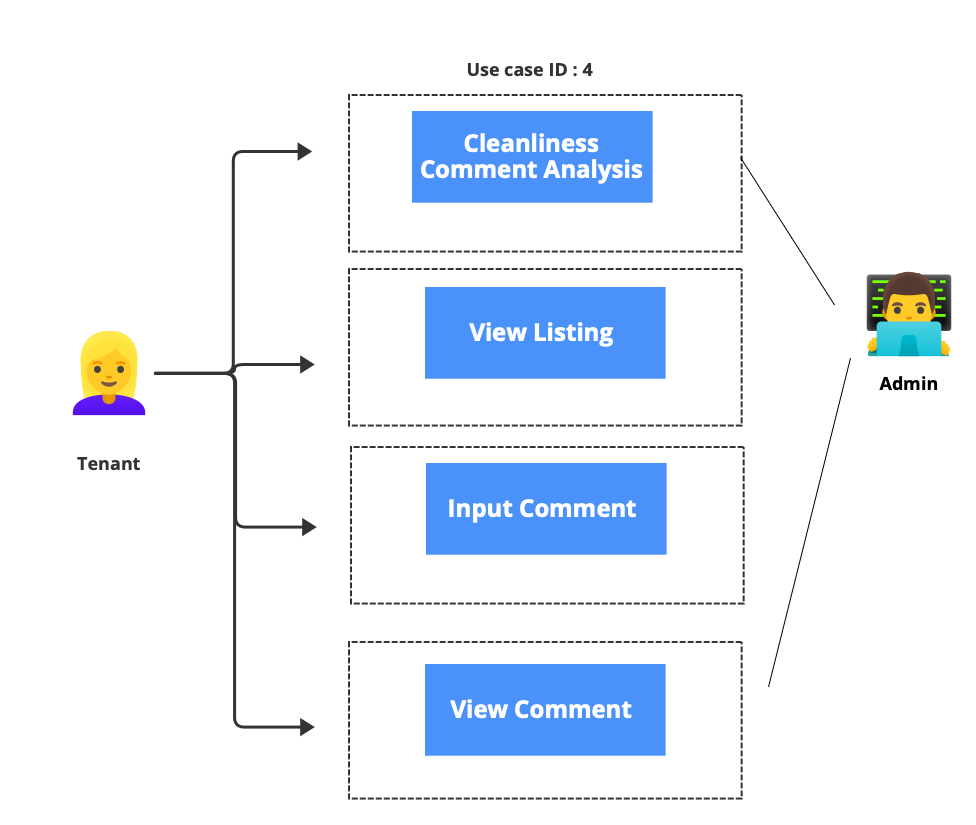 Use case ID : 4
Cleanliness
Comment Analysis
View Listing
Admin
Tenant
Input Comment
View Comment